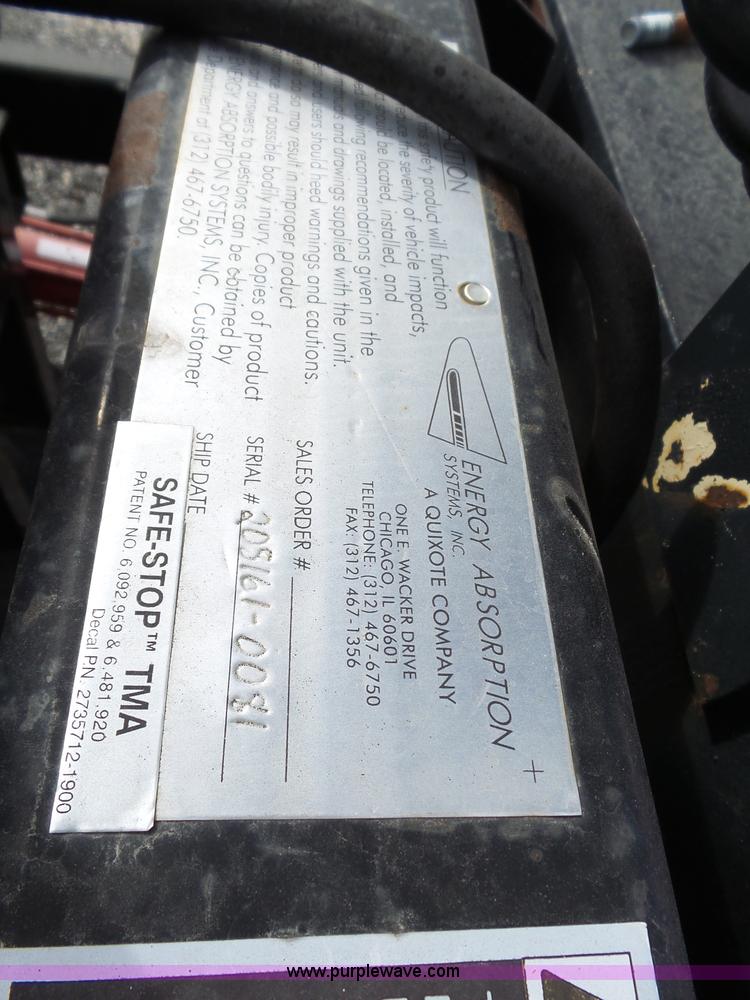 ENERGY ABSORPTION
SYSTEMS, INC.
A QUIXOTE COMPANY
ONE E. WACKER DRIVE
CHICAGO, IL 60601
TELEPHONE: (312) 467-6750
FAX: (312) 467-1356
SALES ORDER #
SERIAL # 205161-0081
SHIP DATE
safety product will function
the severity of vehicle impacts,
should be located, installed, and
following recommendations given in the
and drawings supplied with the unit.
users should heed warnings and cautions.
may result in improper product
and possible bodily injury. Copies of product
and answers to questions can be obtained by
ENERGY ABSORPTION SYSTEMS, INC., Customer
Department at (312) 467-6750.
SAFE-STOP™ TMA
PATENT NO. 6,092,959 & 6,481,920
Decal PN. 2735712-1900
www.purplewave.com